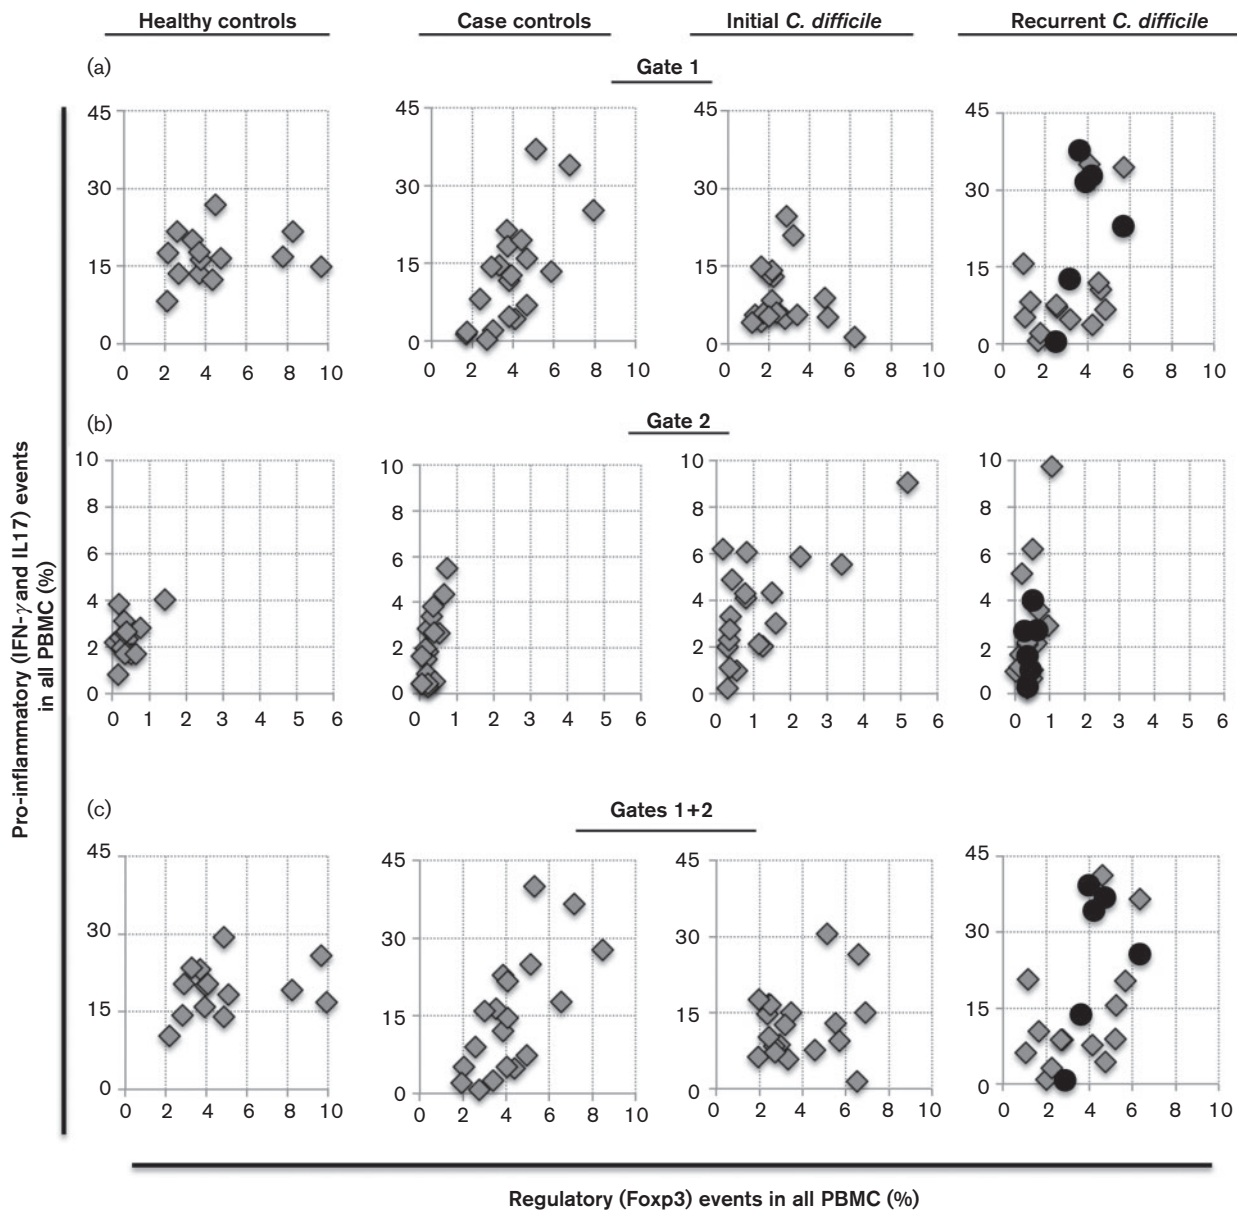 Healthy controls Case controls Initial C. difficile Recurrent C. difficile
(a) Gate 1
45 45 45 45
30 30 30 30
15 15 15 15
0 0 0 0
0 2 4 6 8 10 0 2 4 6 8 10 0 2 4 6 8 10 0 2 4 6 8 10
(b) Gate 2
10 10 10 10
8 8 8 8
6 6 6 6
4 4 4 4
2 2 2 2
0 0 0 0
0 1 2 3 4 5 6 0 1 2 3 4 5 6 0 1 2 3 4 5 6 0 1 2 3 4 5 6
(c) Gates 1+2
45 45 45 45
30 30 30 30
15 15 15 15
0 0 0 0
0 2 4 6 8 10 0 2 4 6 8 10 0 2 4 6 8 10 0 2 4 6 8 10
Pro-inflammatory (IFN-γ and IL17) events
in all PBMC (%)
Regulatory (Foxp3) events in all PBMC (%)